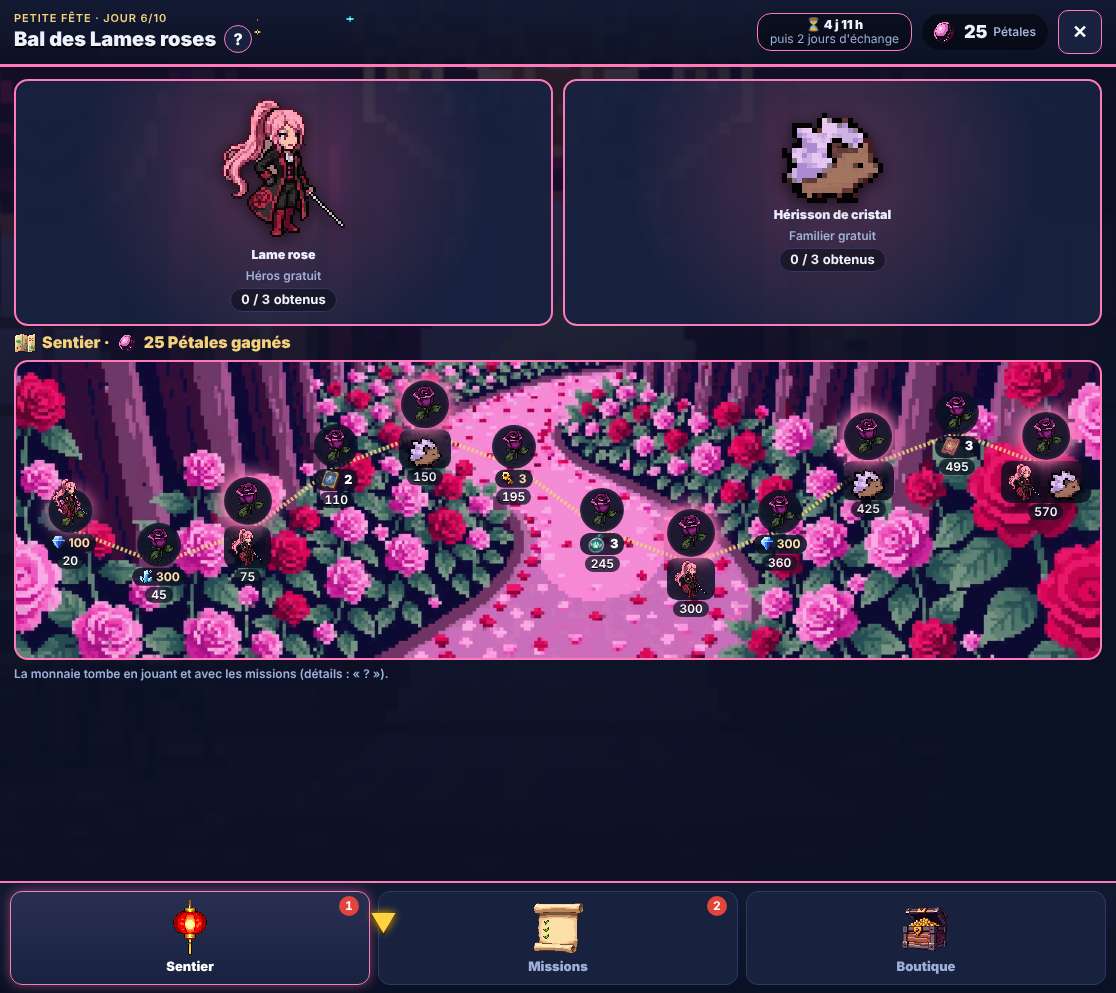 PETITE FÊTE · JOUR 6/10
Bal des Lames roses ?
4 j 11 h
puis 2 jours d'échange
25 Pétales
✕
Lame rose
Héros gratuit
0 / 3 obtenus
Hérisson de cristal
Familier gratuit
0 / 3 obtenus
Sentier · 25 Pétales gagnés
100
20
300
45
75
2
110
150
3
195
3
245
300
300
360
425
3
495
570
La monnaie tombe en jouant et avec les missions (détails : « ? »).
1
Sentier
2
Missions
Boutique